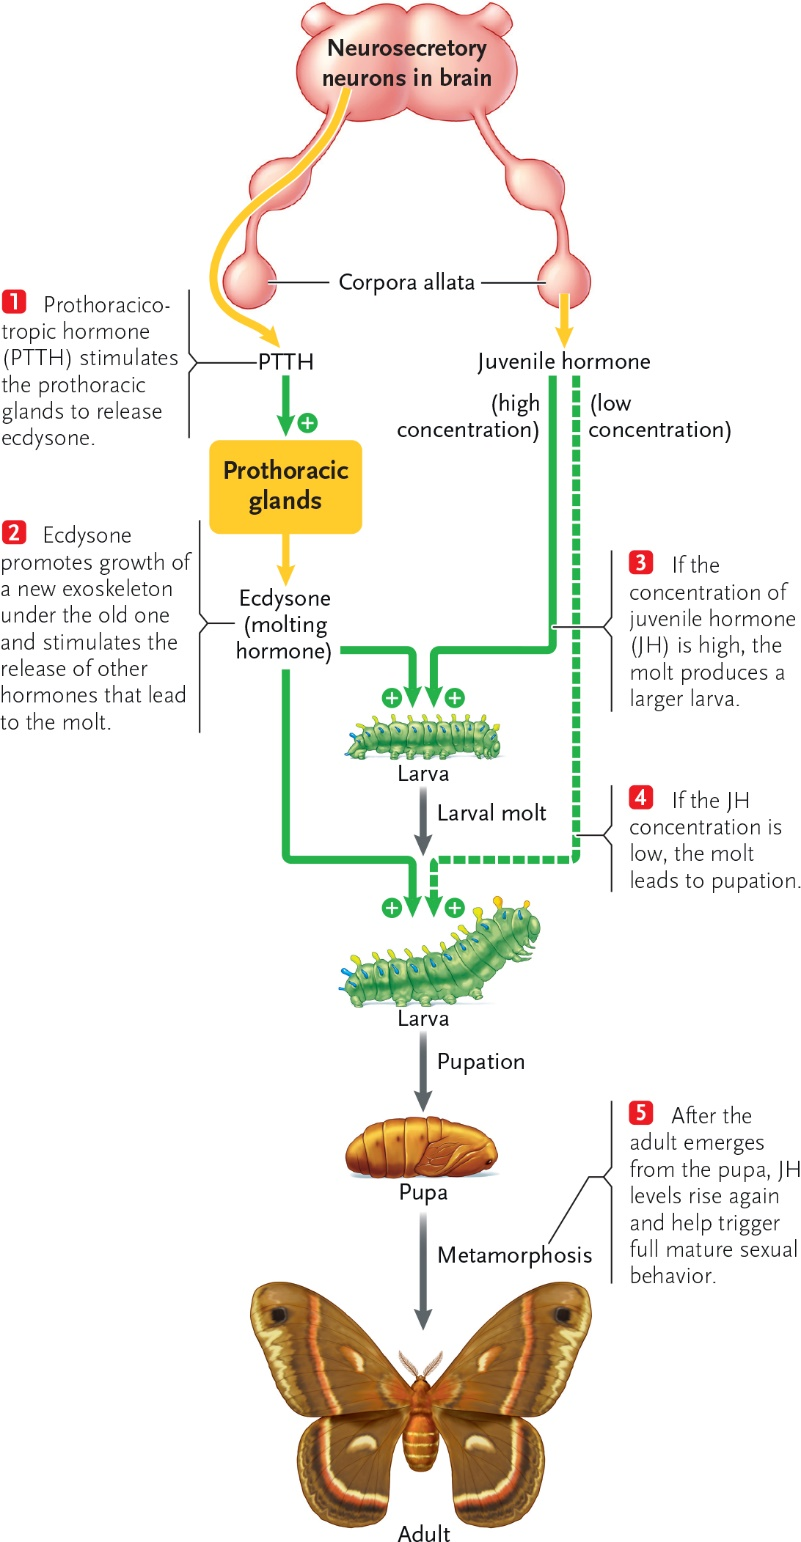 Neurosecretory
neurons in brain
Corpora allata
1 Prothoracico-
tropic hormone
(PTTH) stimulates
the prothoracic
glands to release
ecdysone.
PTTH
Juvenile hormone
(high
concentration)
(low
concentration)
+
Prothoracic
glands
2 Ecdysone
promotes growth of
a new exoskeleton
under the old one
and stimulates the
release of other
hormones that lead
to the molt.
Ecdysone
(molting
hormone)
3 If the
concentration of
juvenile hormone
(JH) is high, the
molt produces a
larger larva.
+ +
Larva
Larval molt
4 If the JH
concentration is
low, the molt
leads to pupation.
+ +
Larva
Pupation
Pupa
5 After the
adult emerges
from the pupa, JH
levels rise again
and help trigger
full mature sexual
behavior.
Metamorphosis
Adult